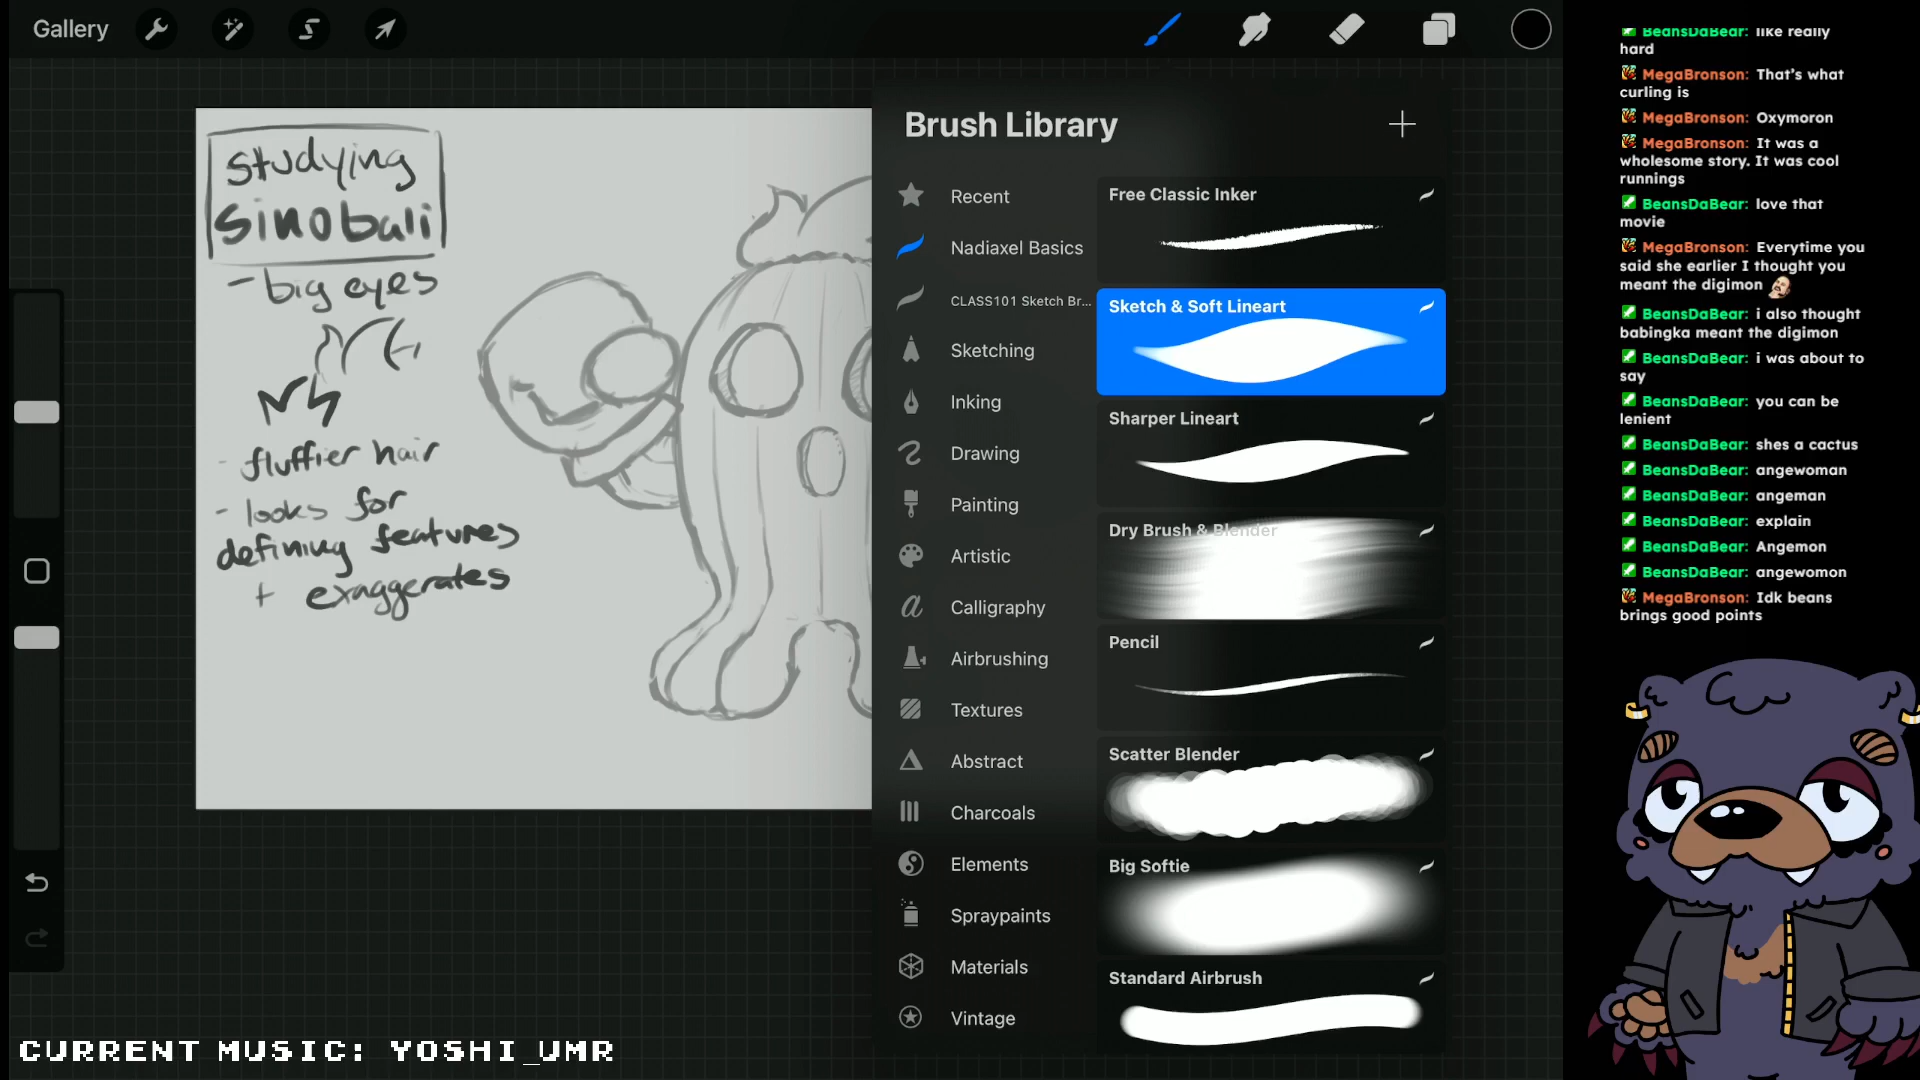 Gallery
studying
sinobali
- big eyes
- fluffier hair
- looks for
defining features
+ exaggerates
Brush Library
Recent
Nadiaxel Basics
CLASS101 Sketch Br...
Sketching
Inking
Drawing
Painting
Artistic
Calligraphy
Airbrushing
Textures
Abstract
Charcoals
Elements
Spraypaints
Materials
Vintage
Free Classic Inker
Sketch & Soft Lineart
Sharper Lineart
Dry Brush & Blender
Pencil
Scatter Blender
Big Softie
Standard Airbrush
BeansDaBear: like really
hard
MegaBronson: That's what
curling is
MegaBronson: Oxymoron
MegaBronson: It was a
wholesome story. It was cool
runnings
BeansDaBear: love that
movie
MegaBronson: Everytime you
said she earlier I thought you
meant the digimon
BeansDaBear: i also thought
babingka meant the digimon
BeansDaBear: i was about to
say
BeansDaBear: you can be
lenient
BeansDaBear: shes a cactus
BeansDaBear: angewoman
BeansDaBear: angeman
BeansDaBear: explain
BeansDaBear: Angemon
BeansDaBear: angewomon
MegaBronson: Idk beans
brings good points
CURRENT MUSIC: YOSHI_UMR